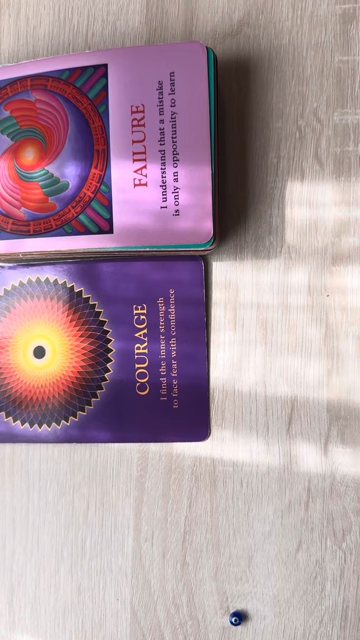 FAILURE
I understand that a mistake
is only an opportunity to learn
COURAGE
I find the inner strength
to face fear with confidence